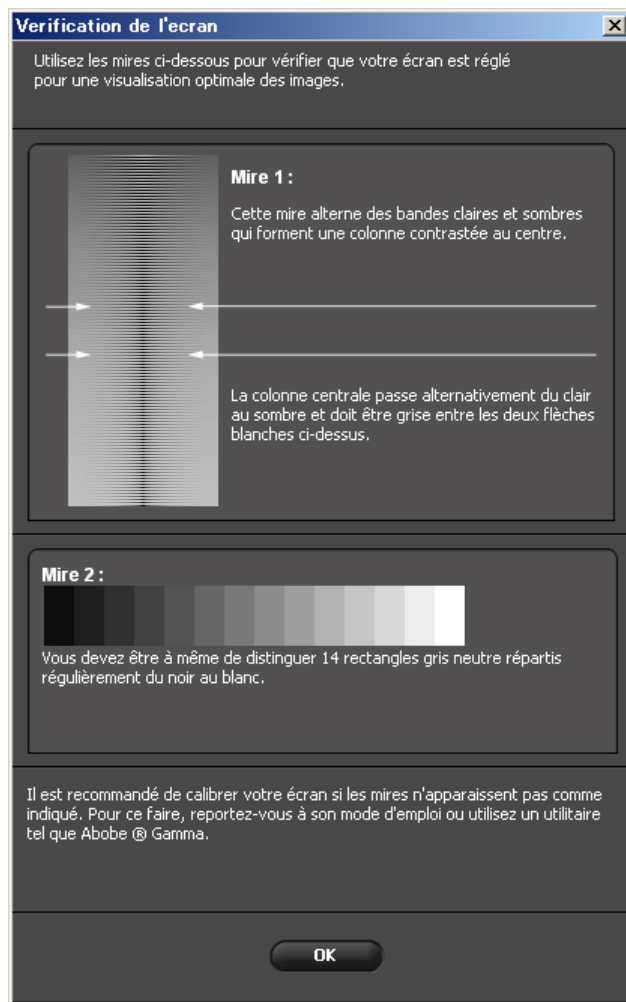 Verification de l'ecran
Utilisez les mires ci-dessous pour vérifier que votre écran est réglé
pour une visualisation optimale des images.
Mire 1 :
Cette mire alterne des bandes claires et sombres
qui forment une colonne contrastée au centre.
La colonne centrale passe alternativement du clair
au sombre et doit être grise entre les deux flèches
blanches ci-dessus.
Mire 2 :
Vous devez être à même de distinguer 14 rectangles gris neutre répartis
régulièrement du noir au blanc.
Il est recommandé de calibrer votre écran si les mires n'apparaissent pas comme
indiqué. Pour ce faire, reportez-vous à son mode d'emploi ou utilisez un utilitaire
tel que Abobe ® Gamma.
OK